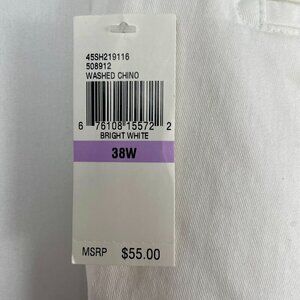 45SH219116
508912
WASHED CHINO
6 76108 15572 2
BRIGHT WHITE
38W
MSRP $55.00